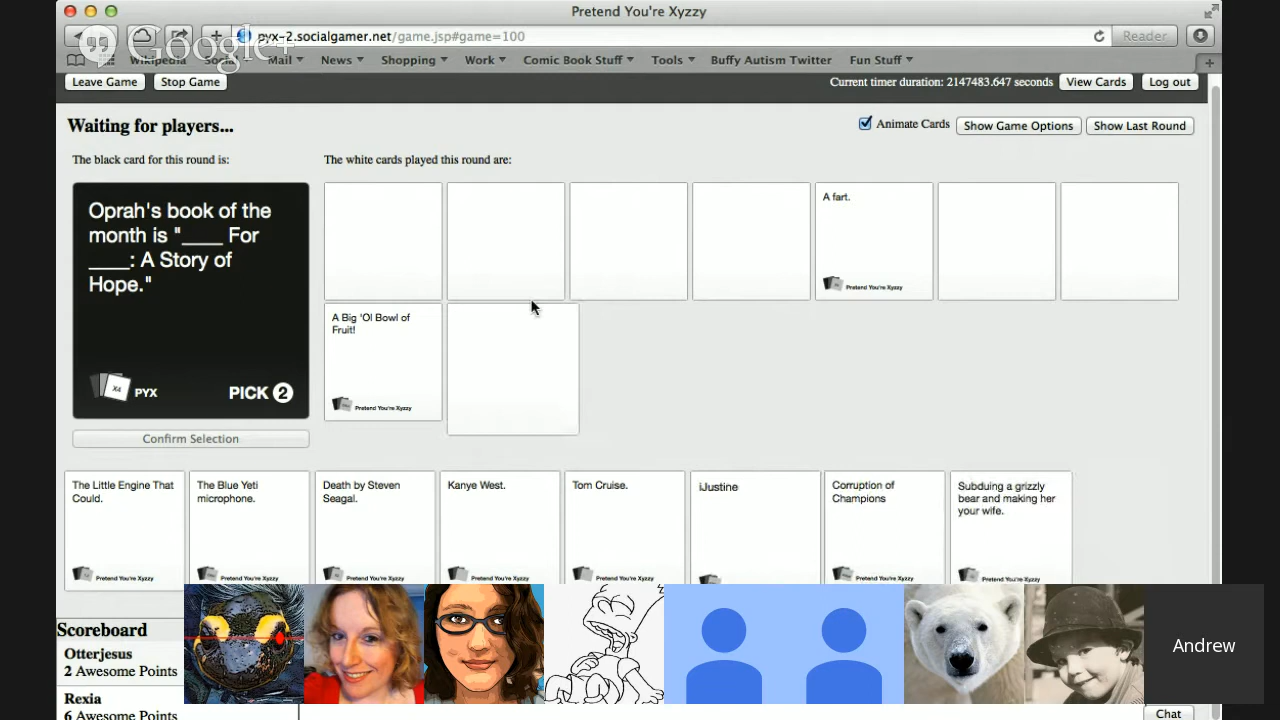 Pretend You're Xyzzy
Google+
pyx-2.socialgamer.net/game.jsp#game=100
Reader
Wikipedia
Mail
News
Shopping
Work
Comic Book Stuff
Tools
Buffy Autism Twitter
Fun Stuff
Leave Game
Stop Game
Current timer duration: 2147483.647 seconds
View Cards
Log out
Waiting for players...
Animate Cards
Show Game Options
Show Last Round
The black card for this round is:
The white cards played this round are:
Oprah's book of the
month is "____ For
____: A Story of
Hope."
X4
PYX
PICK 2
A fart.
Pretend You're Xyzzy
A Big 'Ol Bowl of
Fruit!
Pretend You're Xyzzy
Confirm Selection
The Little Engine That
Could.
Pretend You're Xyzzy
The Blue Yeti
microphone.
Pretend You're Xyzzy
Death by Steven
Seagal.
Pretend You're Xyzzy
Kanye West.
Pretend You're Xyzzy
Tom Cruise.
Pretend You're Xyzzy
iJustine
Corruption of
Champions
Pretend You're Xyzzy
Subduing a grizzly
bear and making her
your wife.
Pretend You're Xyzzy
Scoreboard
Otterjesus
2 Awesome Points
Rexia
6 Awesome Points
Andrew
Chat